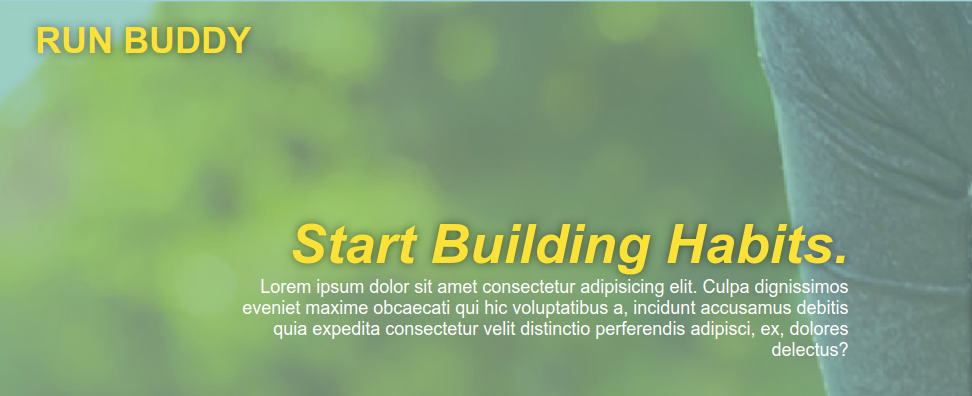 RUN BUDDY
Start Building Habits.
Lorem ipsum dolor sit amet consectetur adipisicing elit. Culpa dignissimos
eveniet maxime obcaecati qui hic voluptatibus a, incidunt accusamus debitis
quia expedita consectetur velit distinctio perferendis adipisci, ex, dolores
delectus?